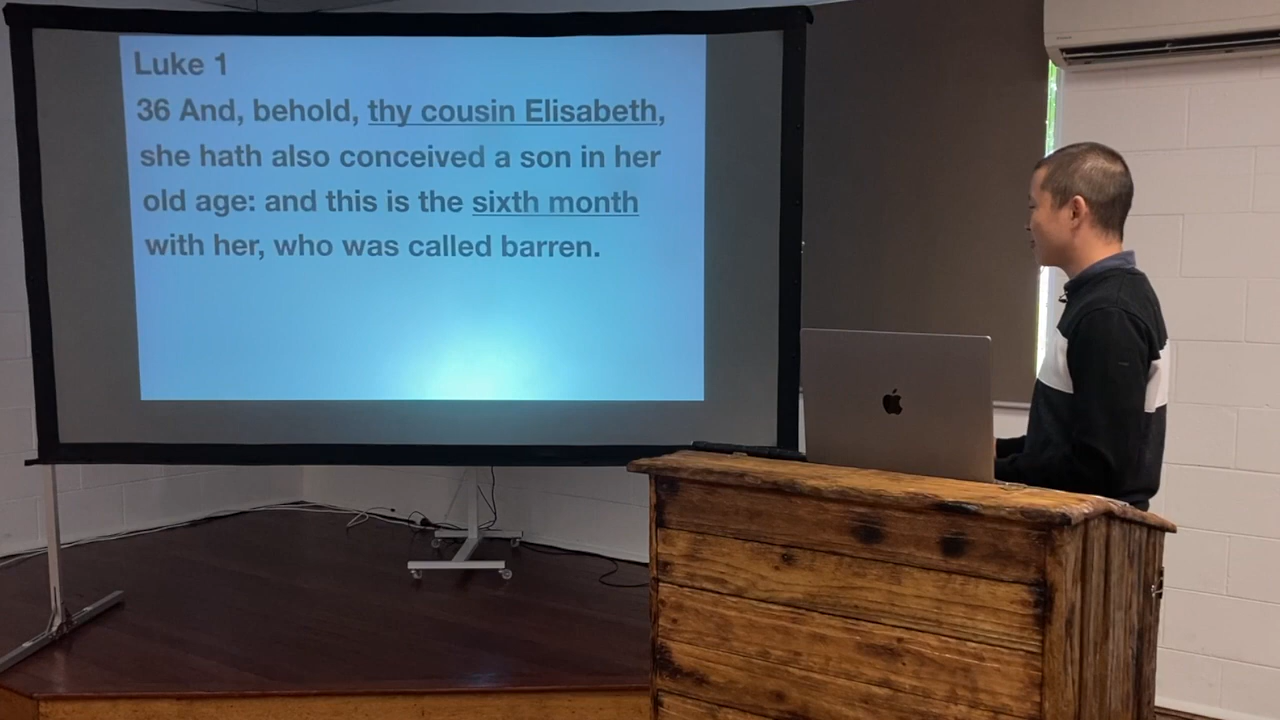 Luke 1
36 And, behold, thy cousin Elisabeth,
she hath also conceived a son in her
old age: and this is the sixth month
with her, who was called barren.